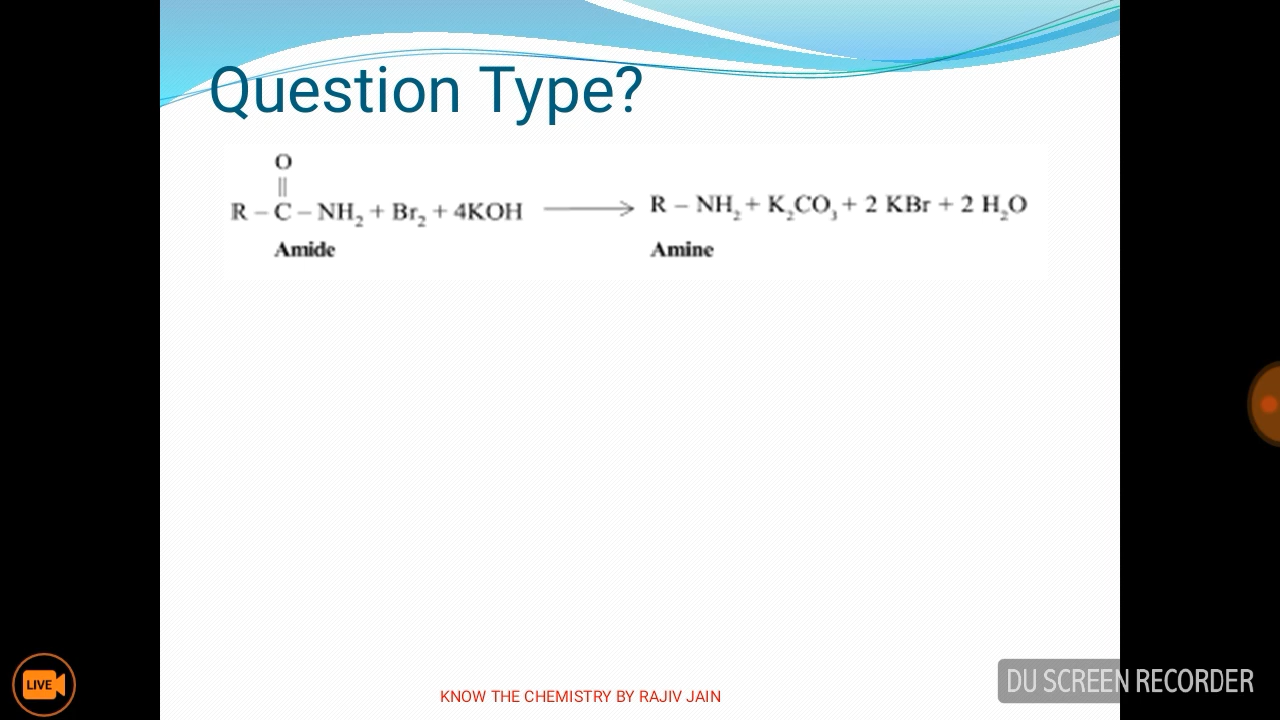 Question Type?
O
||
R – C – NH₂ + Br₂ + 4KOH ⟶ R – NH₂ + K₂CO₃ + 2 KBr + 2 H₂O
Amide Amine
LIVE
KNOW THE CHEMISTRY BY RAJIV JAIN
DU SCREEN RECORDER